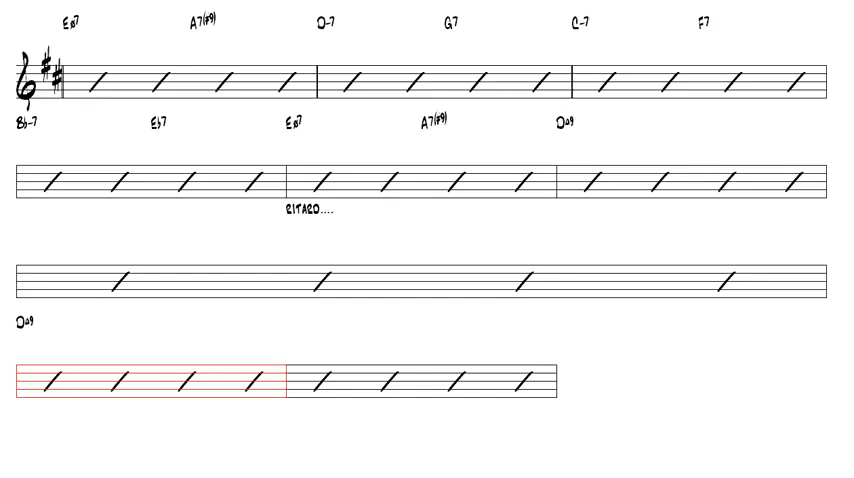 Eø7 A7(#9) D-7 G7 C-7 F7
B♭-7 E♭7 Eø7 A7(#9) D△9
RITARD....
D△9